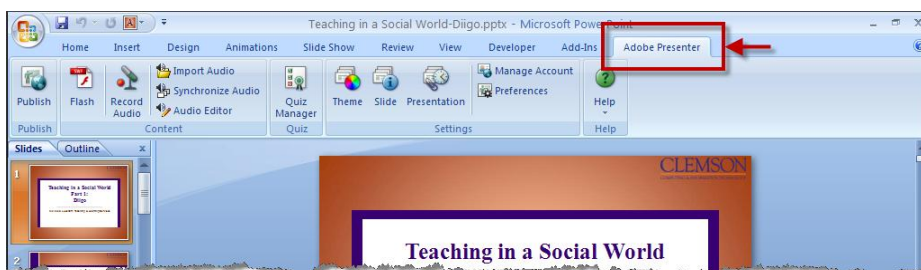 Teaching in a Social World-Diigo.pptx - Microsoft PowerPoint
Home Insert Design Animations Slide Show Review View Developer Add-Ins Adobe Presenter
Import Audio Manage Account
Synchronize Audio Preferences
Publish Flash Record Audio Audio Editor Quiz Manager Theme Slide Presentation Help
Publish Content Quiz Settings Help
Slides Outline x
1
Teaching in a Social World
Part 1:
Diigo
CLEMSON
Teaching in a Social World
2